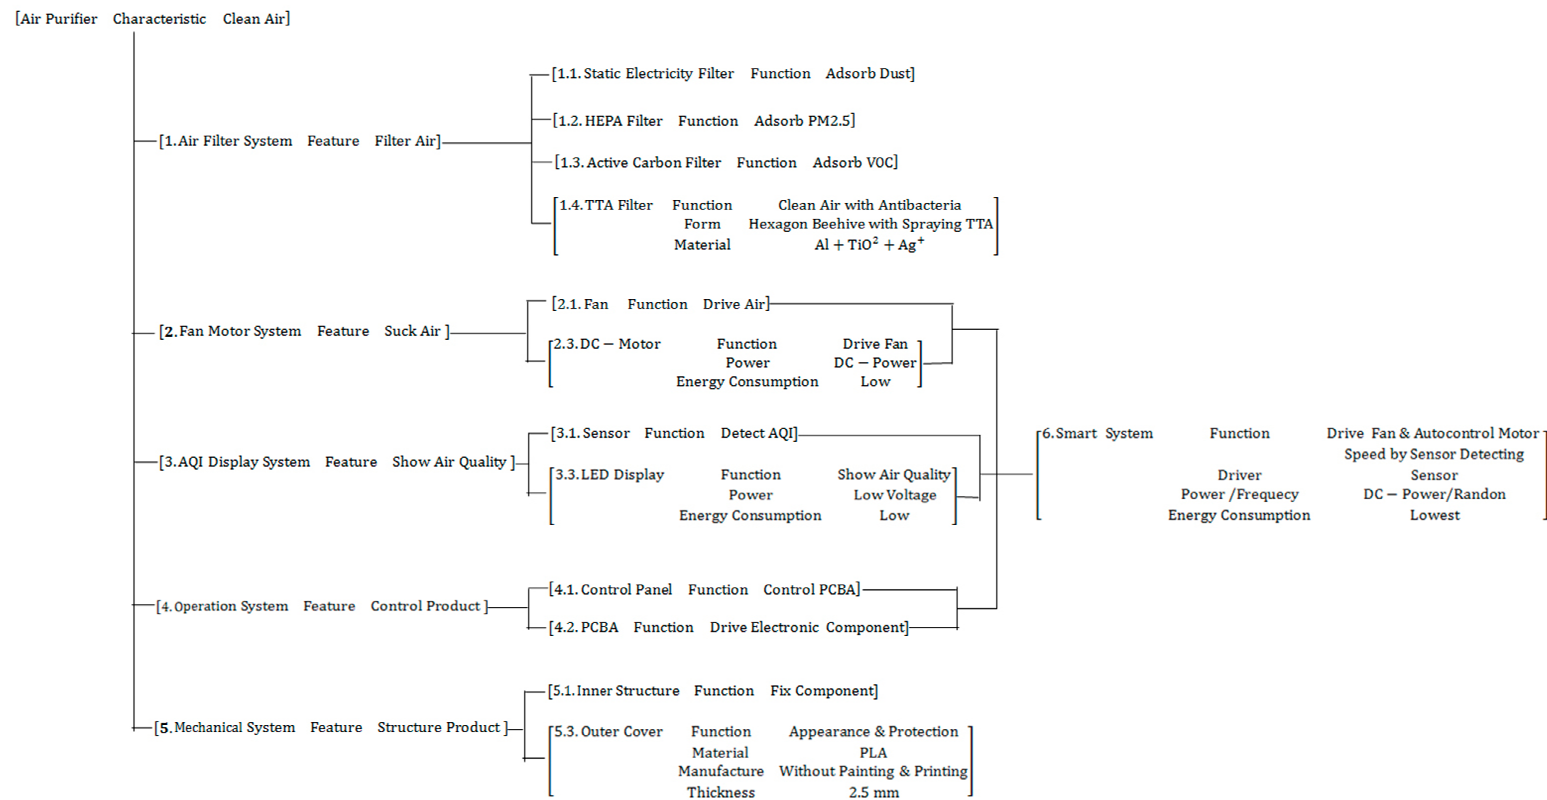 [Air Purifier Characteristic Clean Air]
[1.1. Static Electricity Filter Function Adsorb Dust]
[1.2. HEPA Filter Function Adsorb PM2.5]
[1. Air Filter System Feature Filter Air]
[1.3. Active Carbon Filter Function Adsorb VOC]
1.4. TTA Filter Function Clean Air with Antibacteria
Form Hexagon Beehive with Spraying TTA
Material Al + TiO² + Ag⁺
[2.1. Fan Function Drive Air]
[2. Fan Motor System Feature Suck Air ]
2.3. DC − Motor Function Drive Fan
Power DC − Power
Energy Consumption Low
[3.1. Sensor Function Detect AQI]
[3. AQI Display System Feature Show Air Quality ]
3.3. LED Display Function Show Air Quality
Power Low Voltage
Energy Consumption Low
6. Smart System Function Drive Fan & Autocontrol Motor
Speed by Sensor Detecting
Driver Sensor
Power /Frequecy DC − Power/Randon
Energy Consumption Lowest
[4.1. Control Panel Function Control PCBA]
[4. Operation System Feature Control Product ]
[4.2. PCBA Function Drive Electronic Component]
[5.1. Inner Structure Function Fix Component]
[5. Mechanical System Feature Structure Product ]
5.3. Outer Cover Function Appearance & Protection
Material PLA
Manufacture Without Painting & Printing
Thickness 2.5 mm